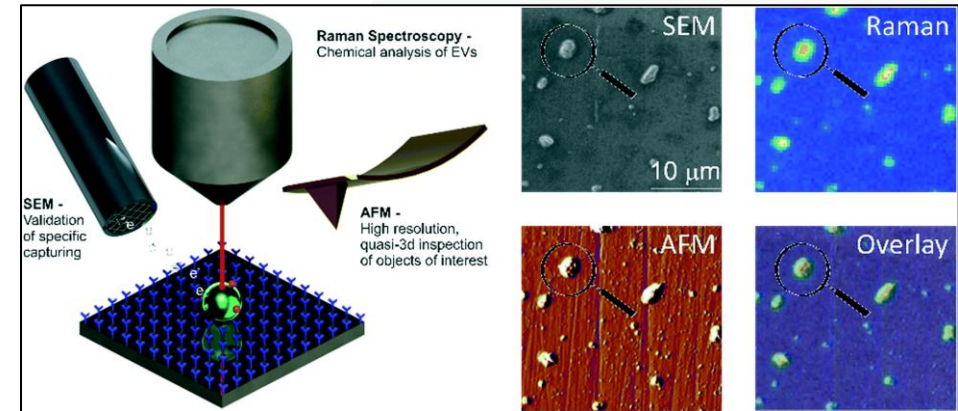 Raman Spectroscopy -
Chemical analysis of EVs
SEM -
Validation
of specific
capturing
AFM -
High resolution,
quasi-3d inspection
of objects of interest
e
e⁻
e
SEM
10 µm
Raman
AFM
Overlay